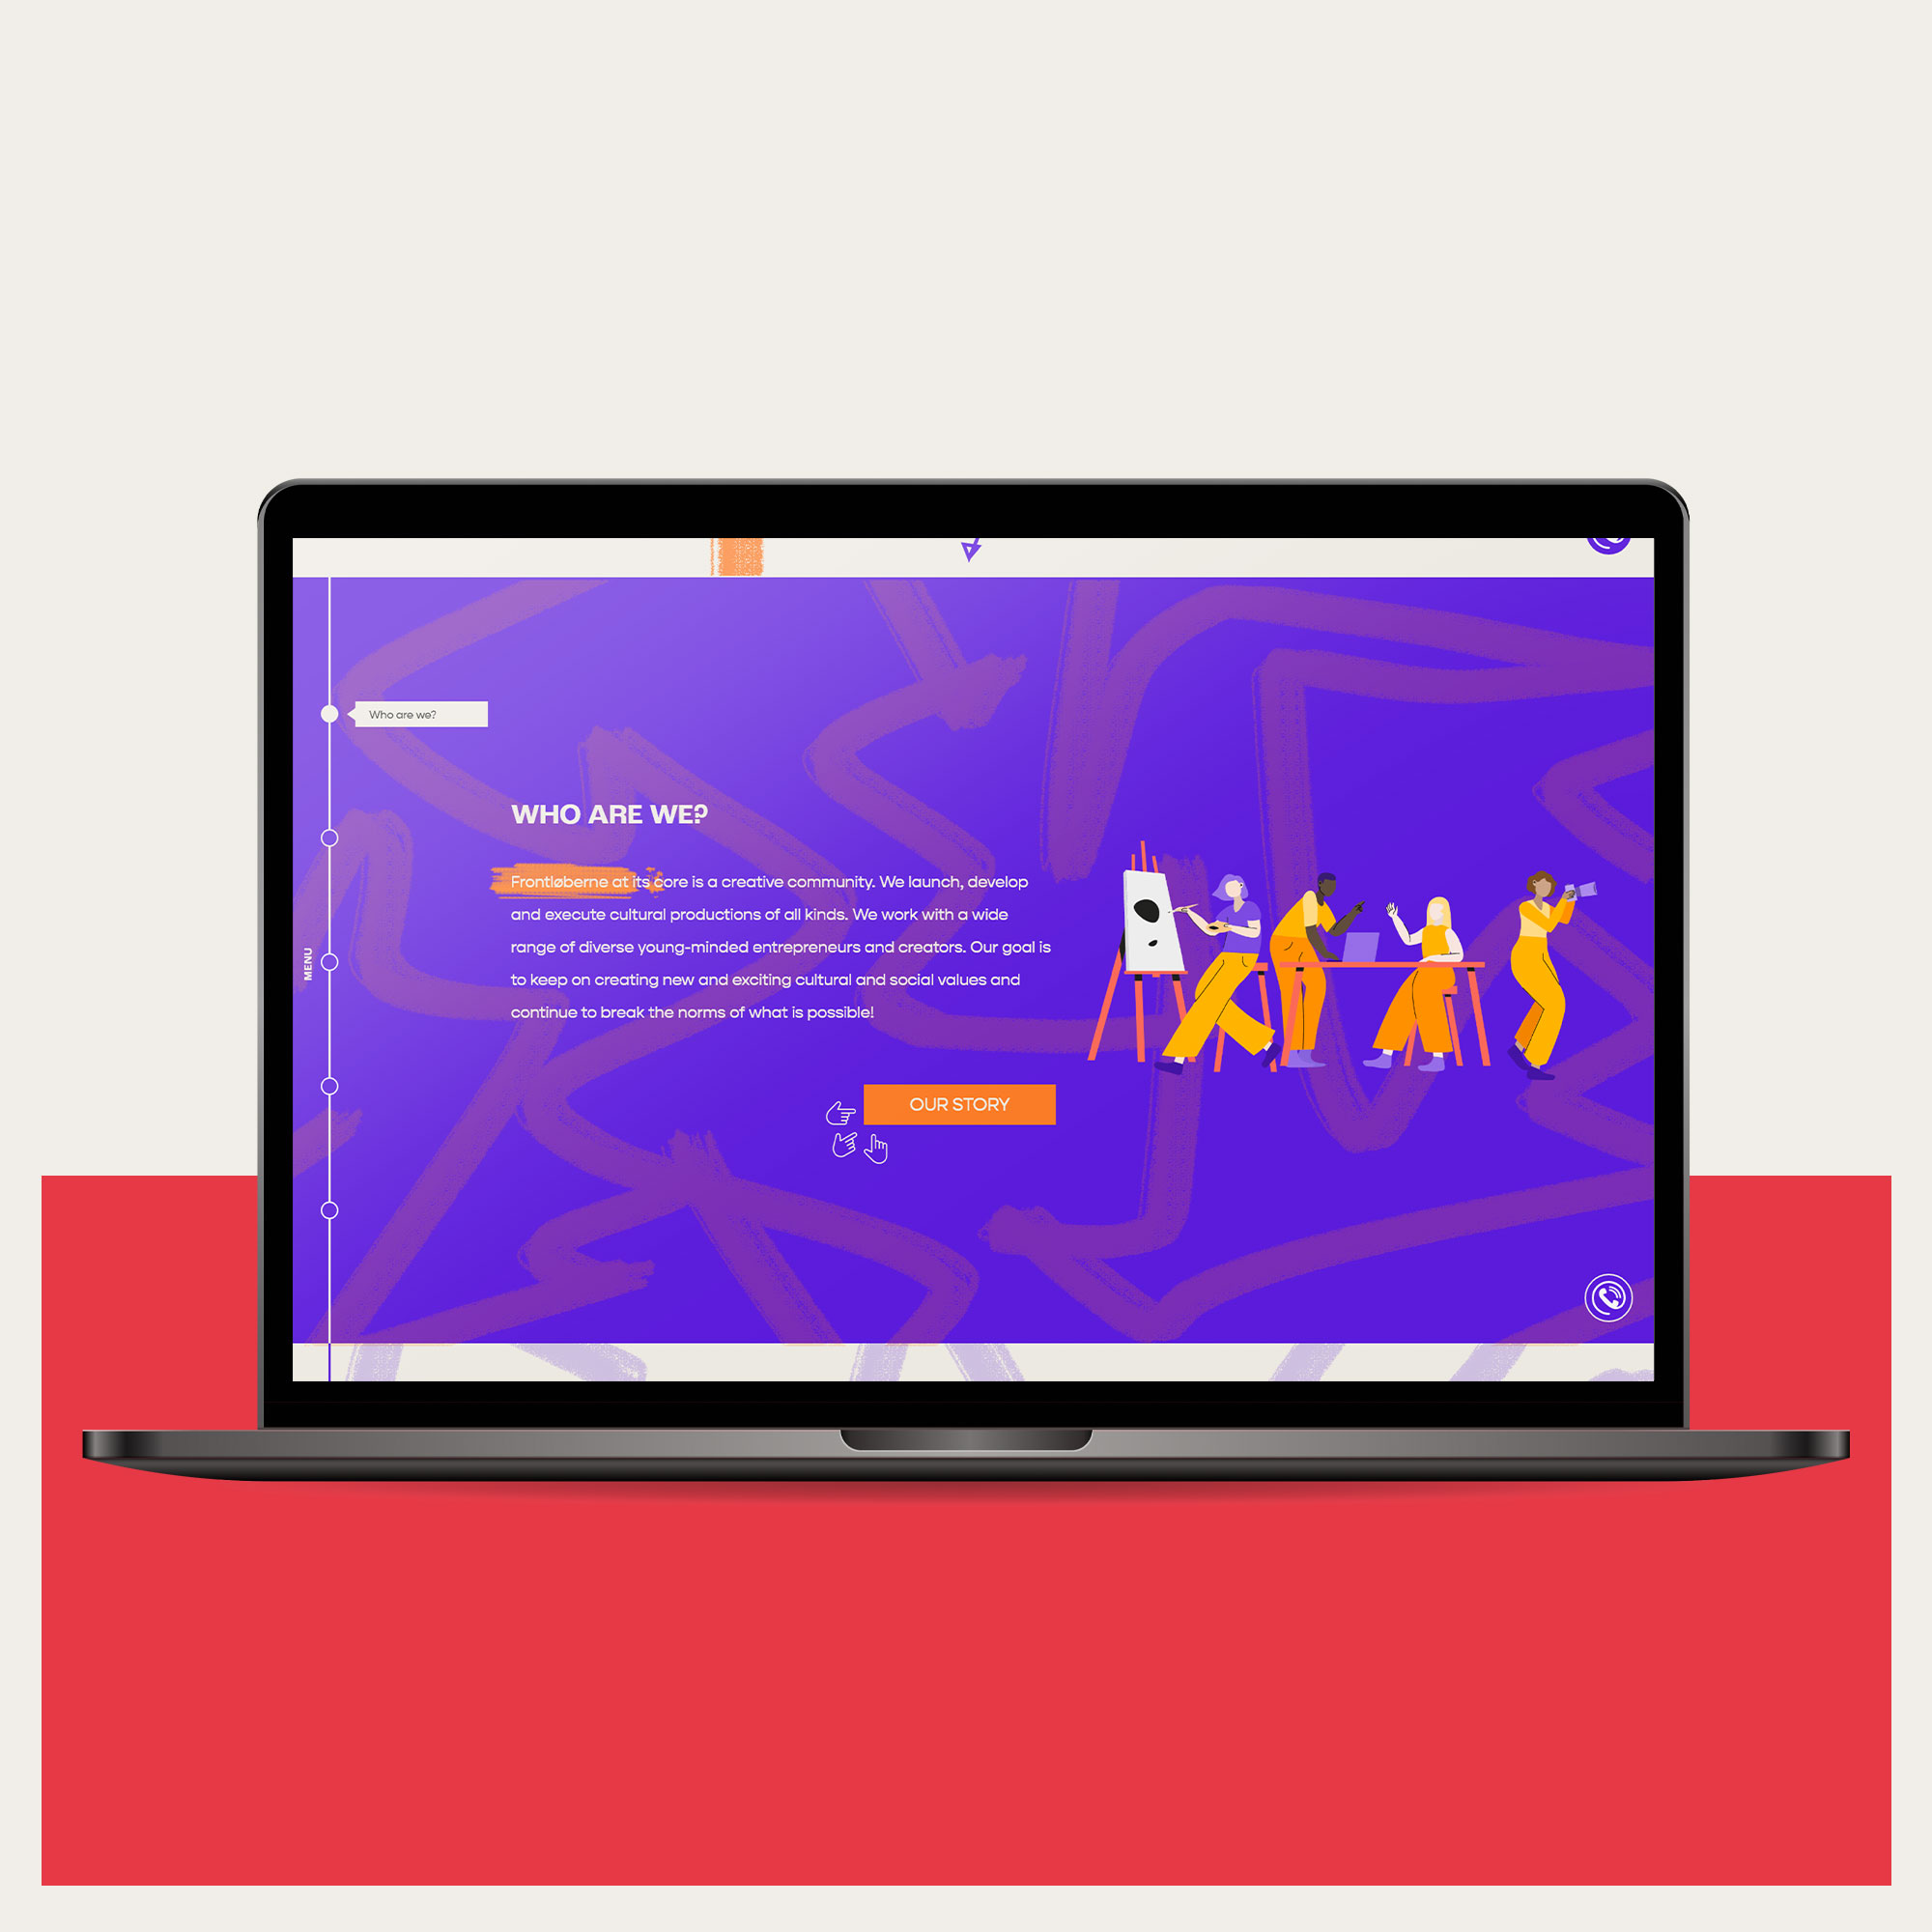 Who are we?
WHO ARE WE?
Frontløberne at its core is a creative community. We launch, develop
and execute cultural productions of all kinds. We work with a wide
range of diverse young-minded entrepreneurs and creators. Our goal is
to keep on creating new and exciting cultural and social values and
continue to break the norms of what is possible!
MENU
OUR STORY